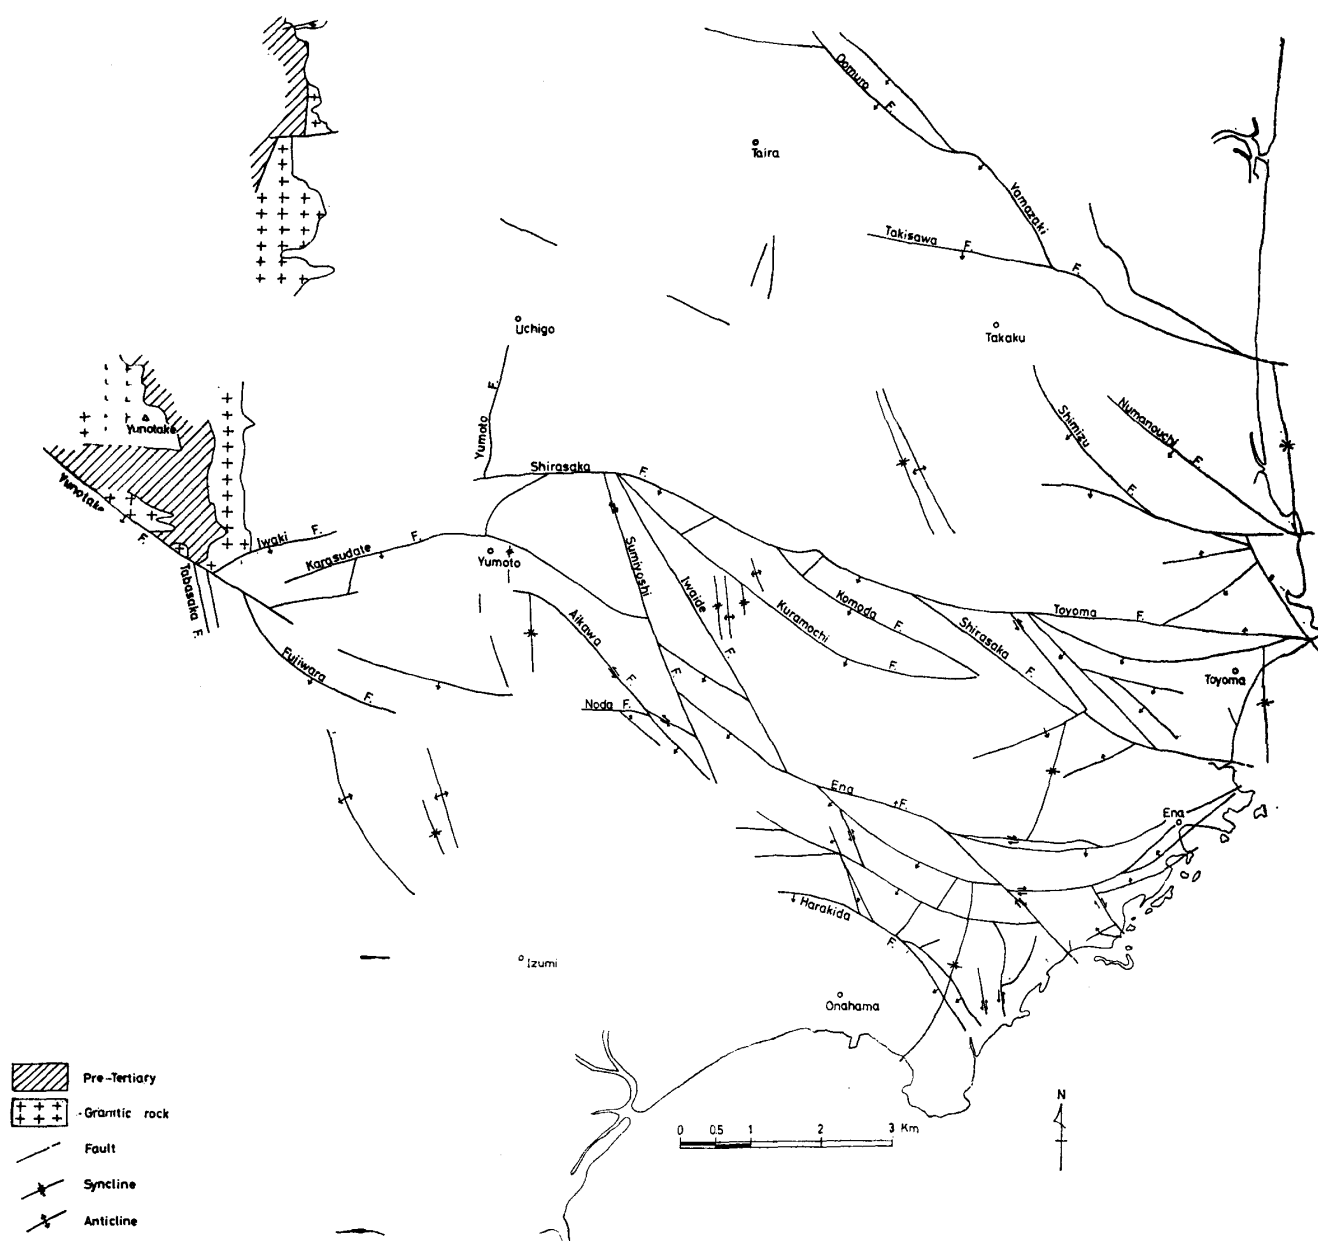 Oomuro F.
Taira
Yamazaki F.
Takisawa F.
Uchigo
Takaku
Yumoto F.
Yunotake
Shimizu F.
Numanouchi F.
Shirasaka F.
Yunotake F.
Iwaki F.
Karasudate F.
Yumoto
Sumiyoshi F.
Iwaide F.
Komoda F.
Kuramochi F.
Toyoma F.
Tabasaka F.
Aikawa F.
Shirasaka F.
Fujiwara F.
Toyoma
Noda F.
Ena F.
Ena
Harakida F.
Izumi
Onahama
Pre-Tertiary
Gramtic rock
Fault
Syncline
Anticline
0 0.5 1 2 3 Km
N